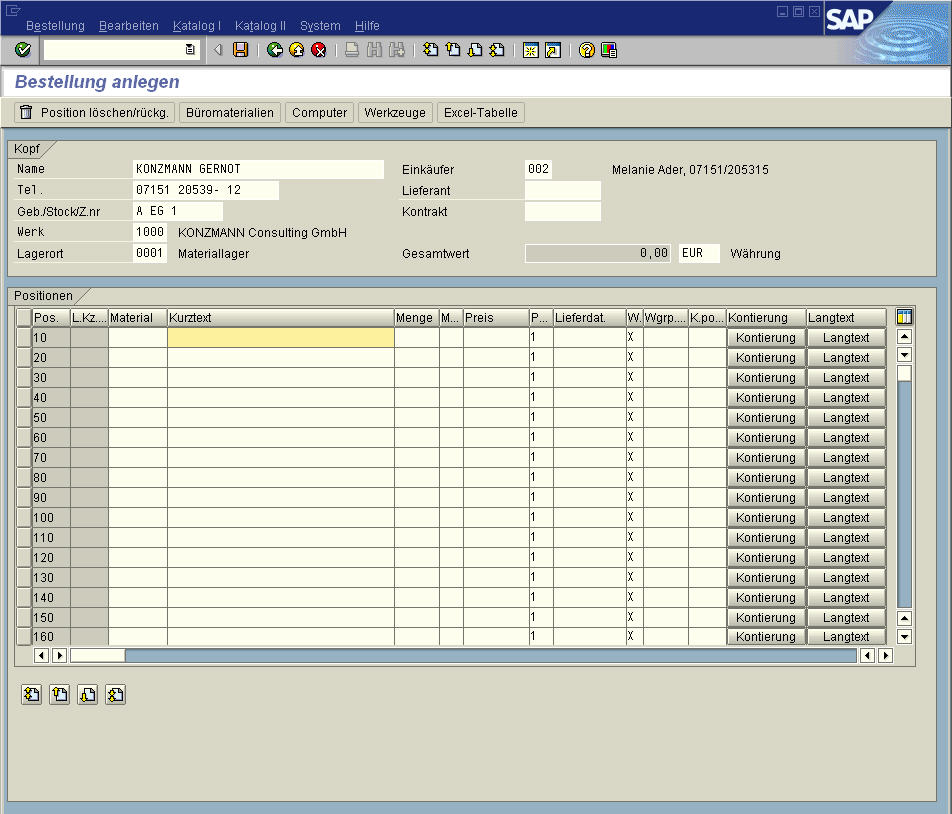 Bestellung Bearbeiten Katalog I Katalog II System Hilfe
SAP
Bestellung anlegen
Position löschen/rückg. Büromaterialien Computer Werkzeuge Excel-Tabelle
Kopf
Name KONZMANN GERNOT Einkäufer 002 Melanie Ader, 07151/205315
Tel. 07151 20539- 12 Lieferant
Geb./Stock/Z.nr A EG 1 Kontrakt
Werk 1000 KONZMANN Consulting GmbH
Lagerort 0001 Materiallager Gesamtwert 0,00 EUR Währung
Positionen
Pos. L.Kz.... Material Kurztext Menge M... Preis P... Lieferdat. W. Wgrp.... K.po... Kontierung Langtext
10 1 X Kontierung Langtext
20 1 X Kontierung Langtext
30 1 X Kontierung Langtext
40 1 X Kontierung Langtext
50 1 X Kontierung Langtext
60 1 X Kontierung Langtext
70 1 X Kontierung Langtext
80 1 X Kontierung Langtext
90 1 X Kontierung Langtext
100 1 X Kontierung Langtext
110 1 X Kontierung Langtext
120 1 X Kontierung Langtext
130 1 X Kontierung Langtext
140 1 X Kontierung Langtext
150 1 X Kontierung Langtext
160 1 X Kontierung Langtext